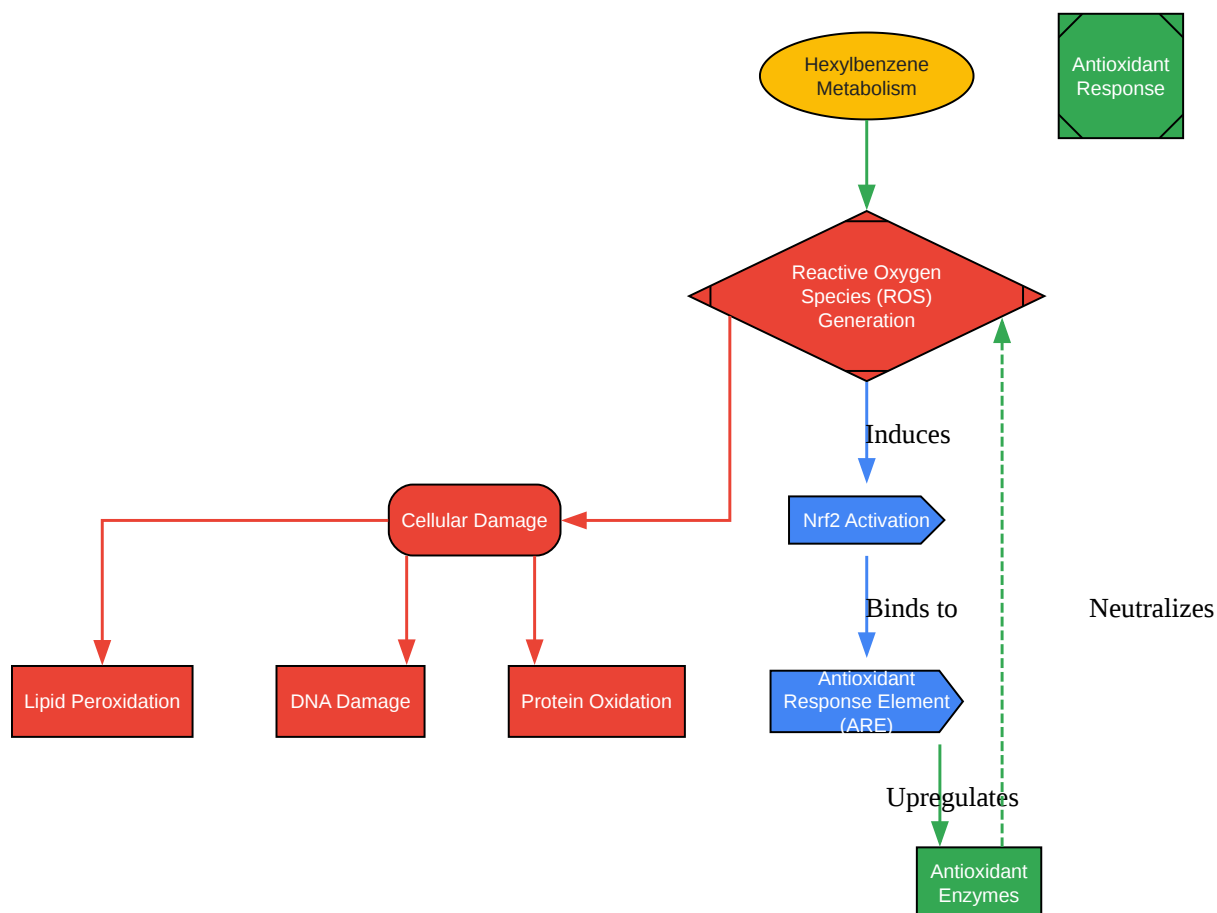 Hexylbenzene
Metabolism
Antioxidant
Response
Reactive Oxygen
Species (ROS)
Generation
Induces
Cellular Damage
Nrf2 Activation
Binds to
Neutralizes
Lipid Peroxidation
DNA Damage
Protein Oxidation
Antioxidant
Response Element
(ARE)
Upregulates
Antioxidant
Enzymes